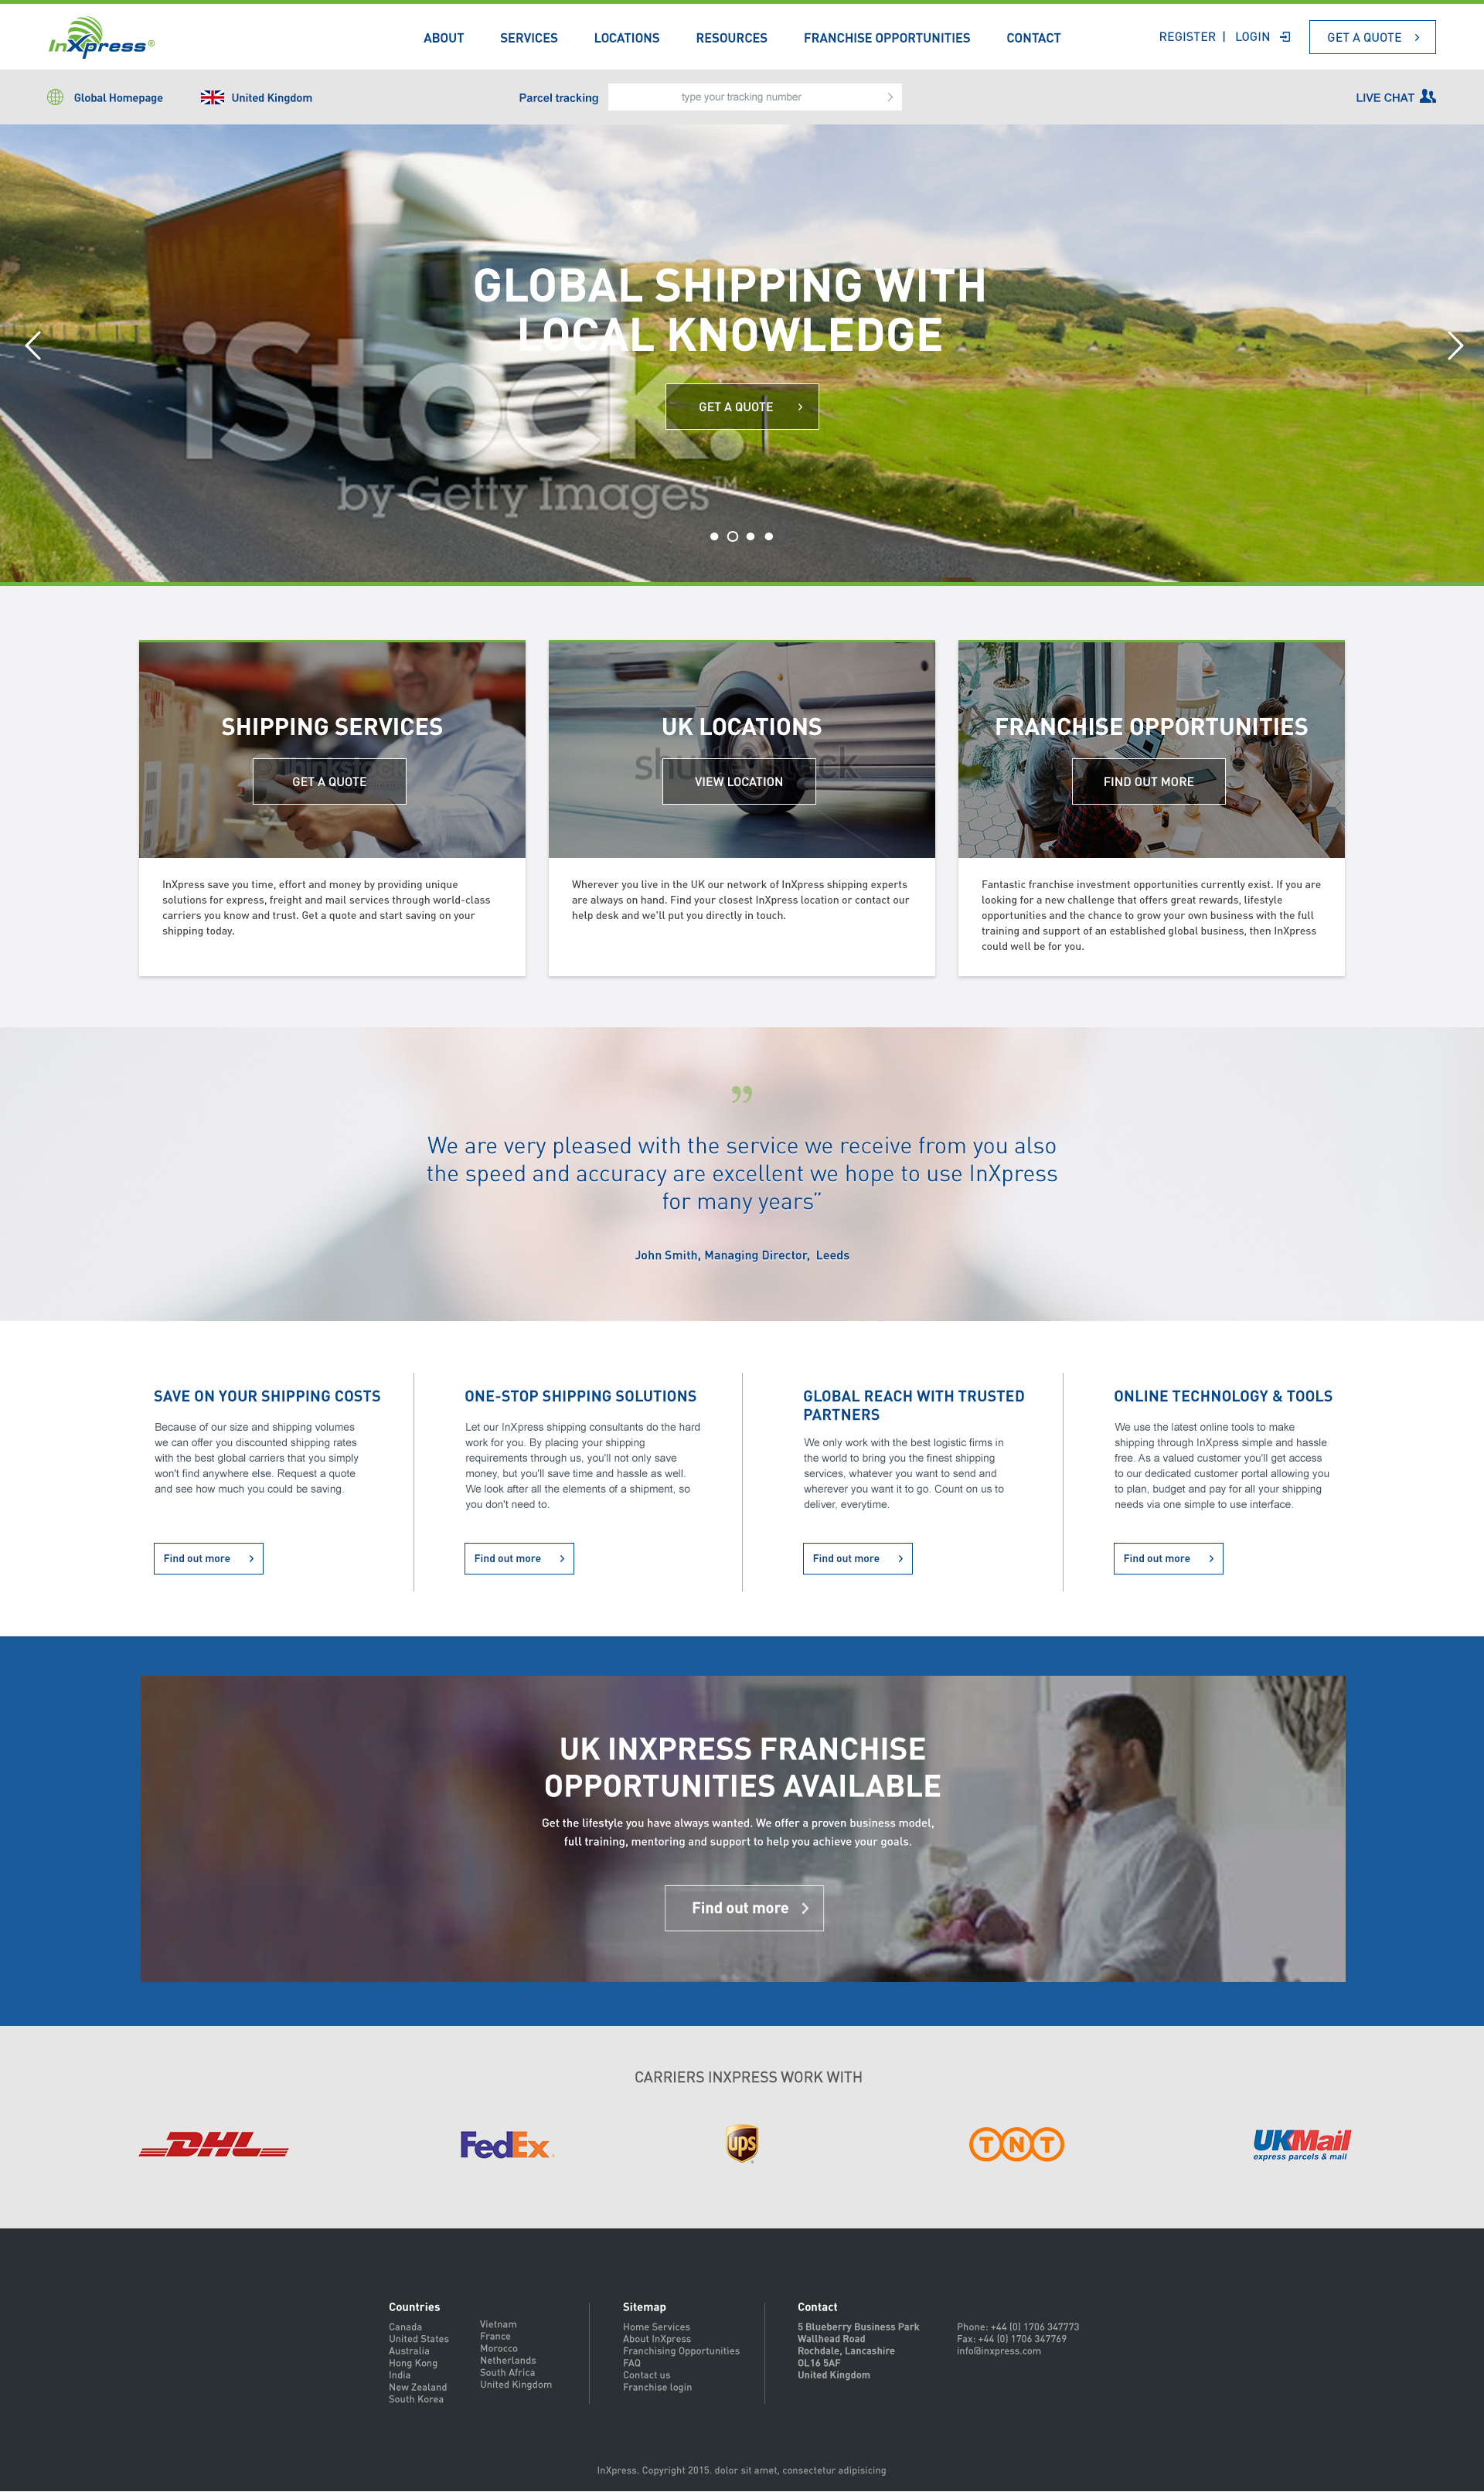 InXpress®
ABOUT SERVICES LOCATIONS RESOURCES FRANCHISE OPPORTUNITIES CONTACT
REGISTER | LOGIN
GET A QUOTE
Global Homepage
United Kingdom
Parcel tracking
type your tracking number
LIVE CHAT
GLOBAL SHIPPING WITH
LOCAL KNOWLEDGE
GET A QUOTE
iStock.
by Getty Images™
SHIPPING SERVICES
GET A QUOTE
InXpress save you time, effort and money by providing unique
solutions for express, freight and mail services through world-class
carriers you know and trust. Get a quote and start saving on your
shipping today.
UK LOCATIONS
shutterstock
VIEW LOCATION
Wherever you live in the UK our network of InXpress shipping experts
are always on hand. Find your closest InXpress location or contact our
help desk and we'll put you directly in touch.
FRANCHISE OPPORTUNITIES
FIND OUT MORE
Fantastic franchise investment opportunities currently exist. If you are
looking for a new challenge that offers great rewards, lifestyle
opportunities and the chance to grow your own business with the full
training and support of an established global business, then InXpress
could well be for you.
”
We are very pleased with the service we receive from you also
the speed and accuracy are excellent we hope to use InXpress
for many years”
John Smith, Managing Director, Leeds
SAVE ON YOUR SHIPPING COSTS
Because of our size and shipping volumes
we can offer you discounted shipping rates
with the best global carriers that you simply
won't find anywhere else. Request a quote
and see how much you could be saving.
Find out more
ONE-STOP SHIPPING SOLUTIONS
Let our InXpress shipping consultants do the hard
work for you. By placing your shipping
requirements through us, you'll not only save
money, but you'll save time and hassle as well.
We look after all the elements of a shipment, so
you don't need to.
Find out more
GLOBAL REACH WITH TRUSTED
PARTNERS
We only work with the best logistic firms in
the world to bring you the finest shipping
services, whatever you want to send and
wherever you want it to go. Count on us to
deliver, everytime.
Find out more
ONLINE TECHNOLOGY & TOOLS
We use the latest online tools to make
shipping through InXpress simple and hassle
free. As a valued customer you'll get access
to our dedicated customer portal allowing you
to plan, budget and pay for all your shipping
needs via one simple to use interface.
Find out more
UK INXPRESS FRANCHISE
OPPORTUNITIES AVAILABLE
Get the lifestyle you have always wanted. We offer a proven business model,
full training, mentoring and support to help you achieve your goals.
Find out more
CARRIERS INXPRESS WORK WITH
DHL
FedEx
ups
TNT
UKMail
express parcels & mail
Countries
Canada
United States
Australia
Hong Kong
India
New Zealand
South Korea
Vietnam
France
Morocco
Netherlands
South Africa
United Kingdom
Sitemap
Home Services
About InXpress
Franchising Opportunities
FAQ
Contact us
Franchise login
Contact
5 Blueberry Business Park
Wallhead Road
Rochdale, Lancashire
OL16 5AF
United Kingdom
Phone: +44 (0) 1706 347773
Fax: +44 (0) 1706 347769
info@inxpress.com
InXpress. Copyright 2015. dolor sit amet, consectetur adipisicing